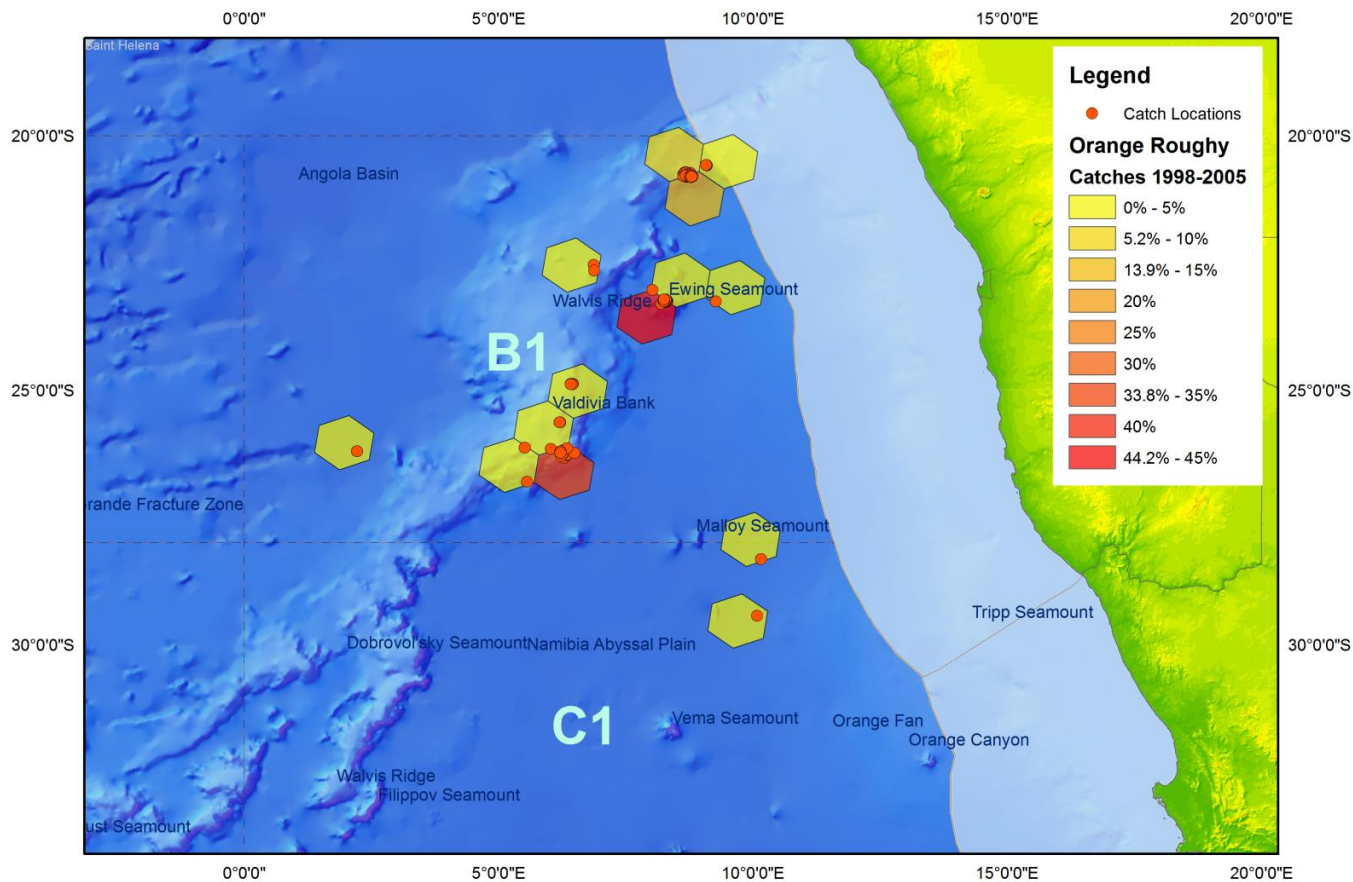 0°0'0" 5°0'0"E 10°0'0"E 15°0'0"E 20°0'0"E
Saint Helena
Legend
Catch Locations
Orange Roughy
Catches 1998-2005
0% - 5%
5.2% - 10%
13.9% - 15%
20%
25%
30%
33.8% - 35%
40%
44.2% - 45%
20°0'0"S 20°0'0"S
Angola Basin
Ewing Seamount
Walvis Ridge
B1
25°0'0"S 25°0'0"S
Valdivia Bank
rande Fracture Zone
Malloy Seamount
Tripp Seamount
30°0'0"S 30°0'0"S
Dobrovol'sky Seamount Namibia Abyssal Plain
C1
Vema Seamount
Orange Fan
Orange Canyon
Walvis Ridge
Filippov Seamount
ust Seamount
0°0'0" 5°0'0"E 10°0'0"E 15°0'0"E 20°0'0"E